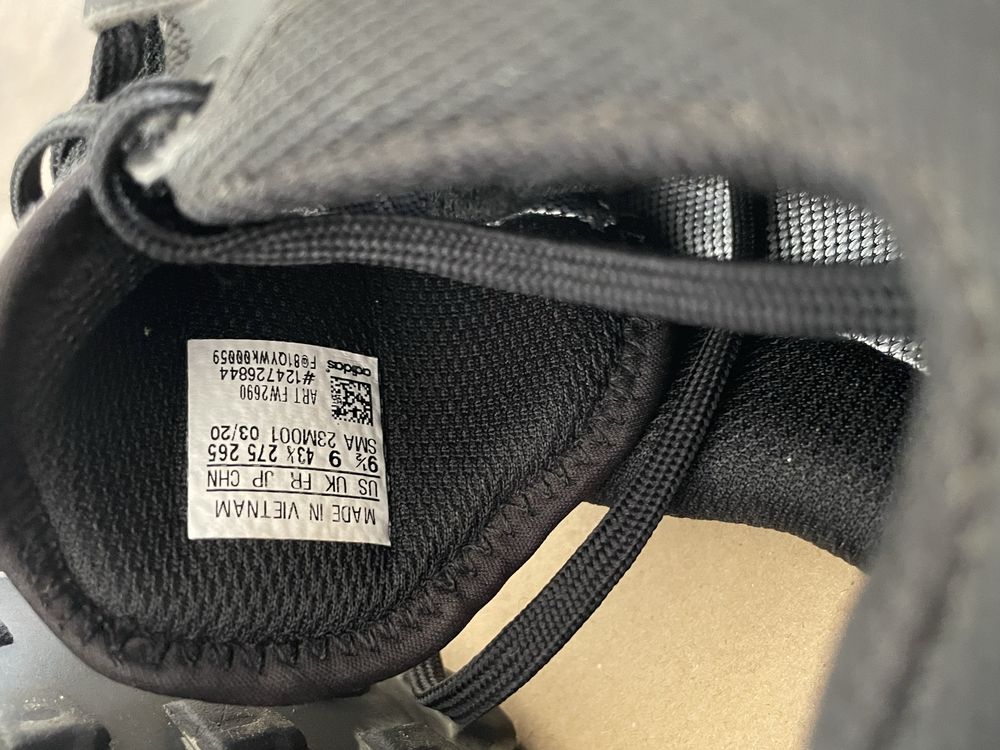 MADE IN VIETNAM
US UK FR JP CHN
9½ 9 43⅓ 275 265
SMA 23M001 03/20
ART FW2690
#124726844
F@81QYWK00059
adidas